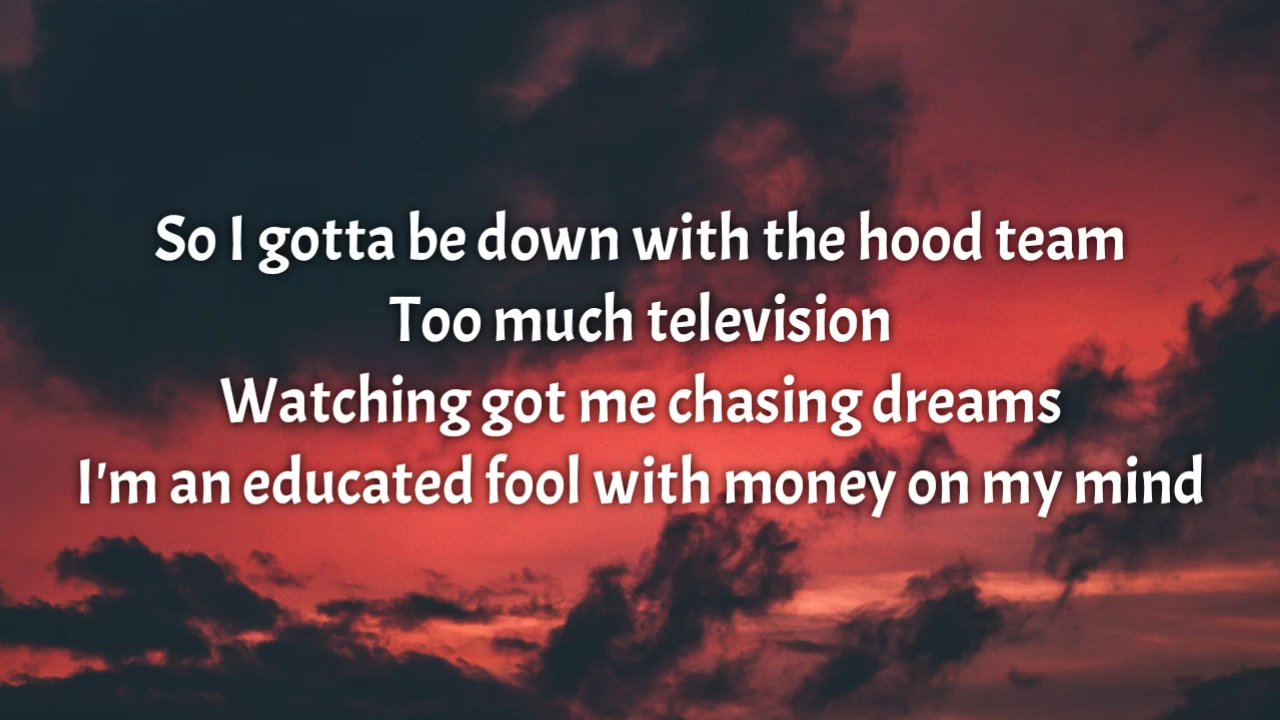 So I gotta be down with the hood team
Too much television
Watching got me chasing dreams
I'm an educated fool with money on my mind